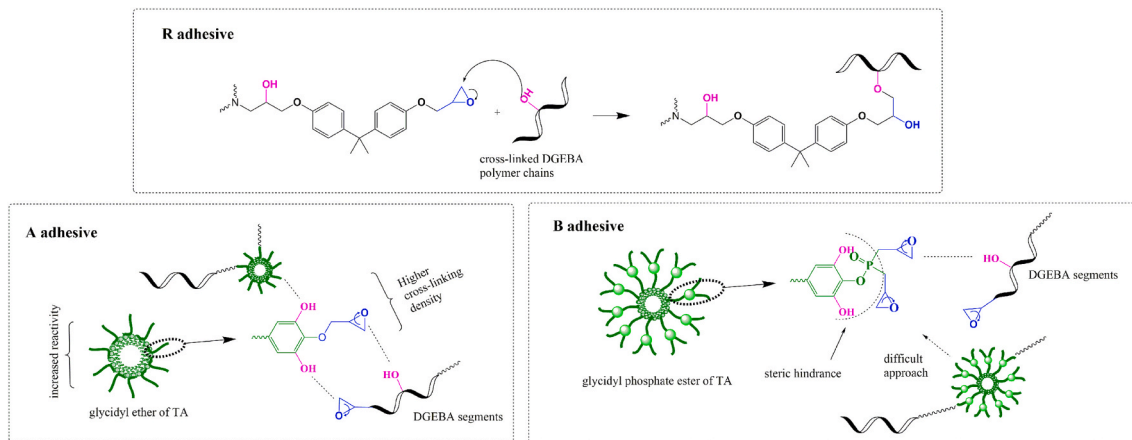 R adhesive
OH
N
O
O
O
+
OH
cross-linked DGEBA
polymer chains
OH
N
O
O
O
OH
A adhesive
increased reactivity
glycidyl ether of TA
OH
O
O
OH
HO
O
Higher
cross-linking
density
DGEBA segments
B adhesive
glycidyl phosphate ester of TA
OH
O
P
O
O
O
OH
steric hindrance
HO
O
DGEBA segments
difficult
approach